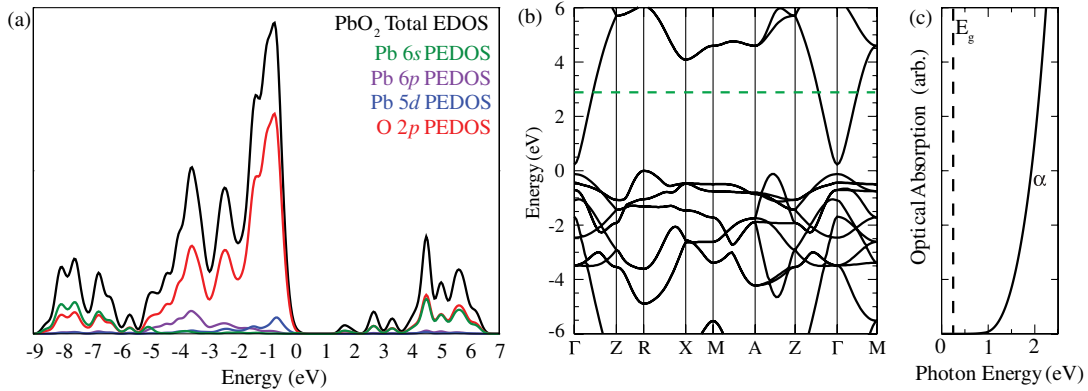 (a)
PbO2 Total EDOS
Pb 6s PEDOS
Pb 6p PEDOS
Pb 5d PEDOS
O 2p PEDOS
-9 -8 -7 -6 -5 -4 -3 -2 -1 0 1 2 3 4 5 6 7
Energy (eV)
(b)
6
4
2
0
-2
-4
-6
Energy (eV)
Γ Z R X M A Z Γ M
(c)
Eg
α
Optical Absorption (arb.)
0 1 2
Photon Energy (eV)